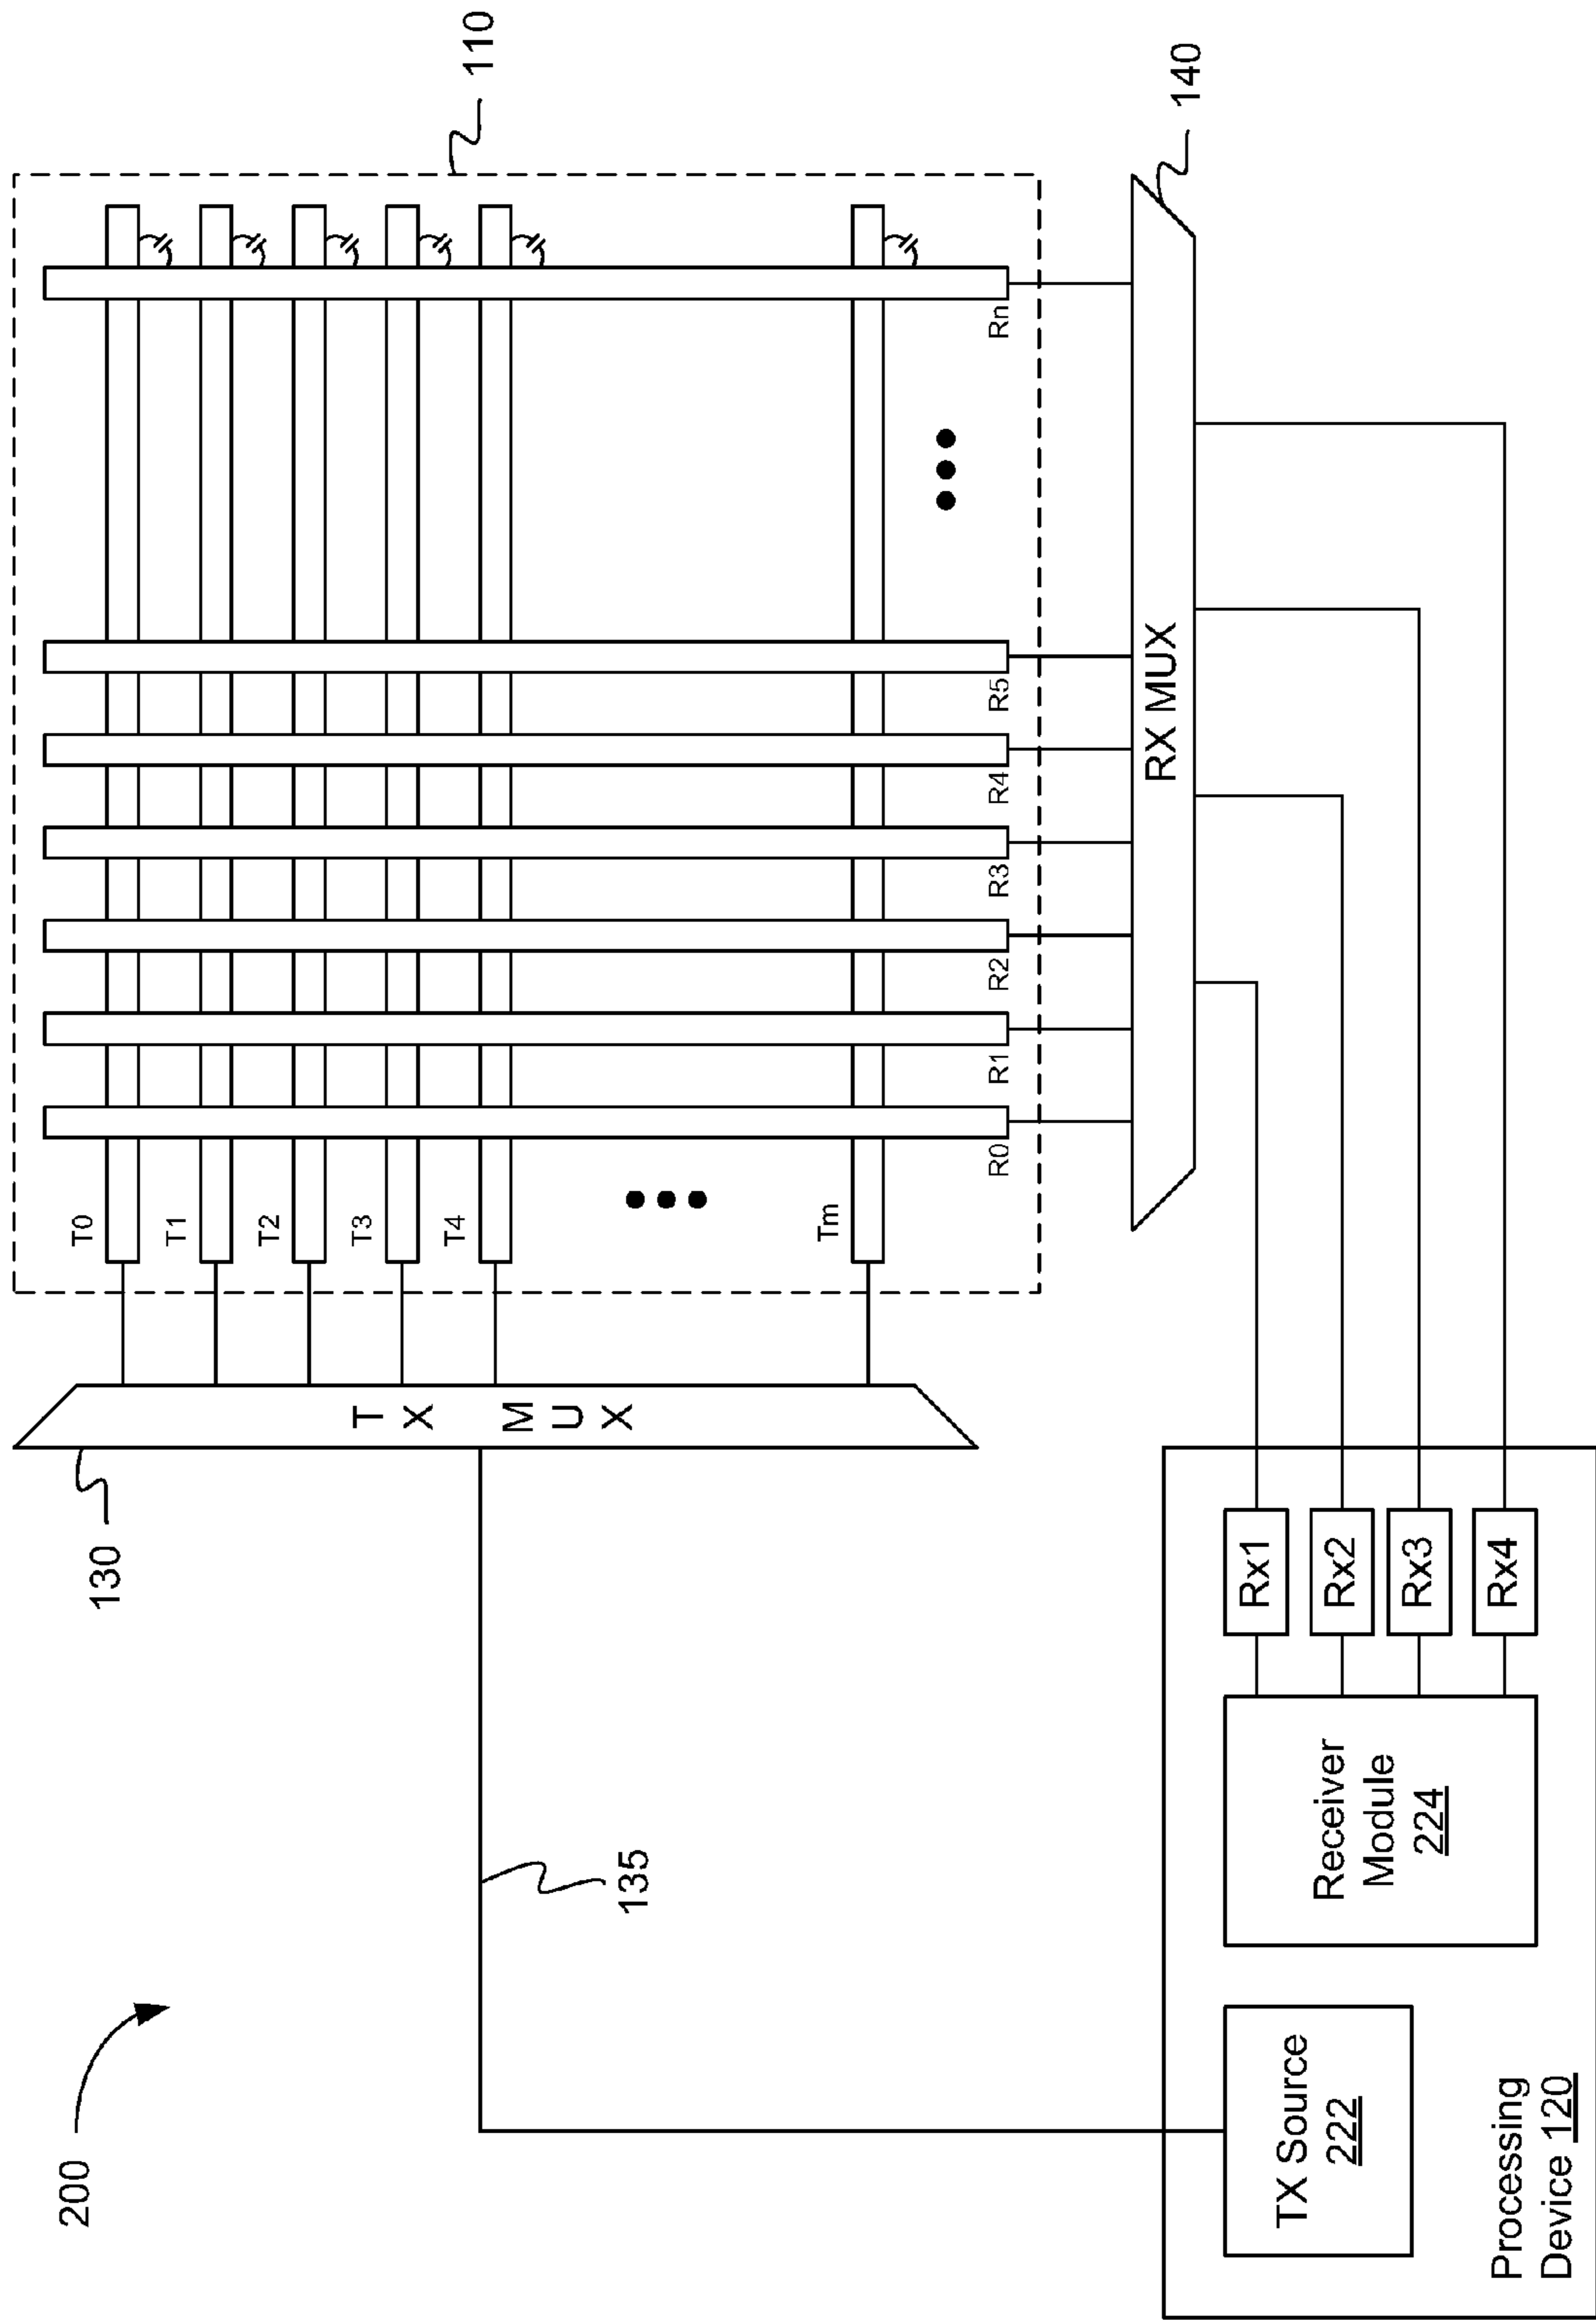 200
130
135
110
140
T0
T1
T2
T3
T4
Tm
R0
R1
R2
R3
R4
R5
Rn
TX MUX
RX MUX
TX Source
222
Receiver
Module
224
Rx1
Rx2
Rx3
Rx4
Processing
Device 120